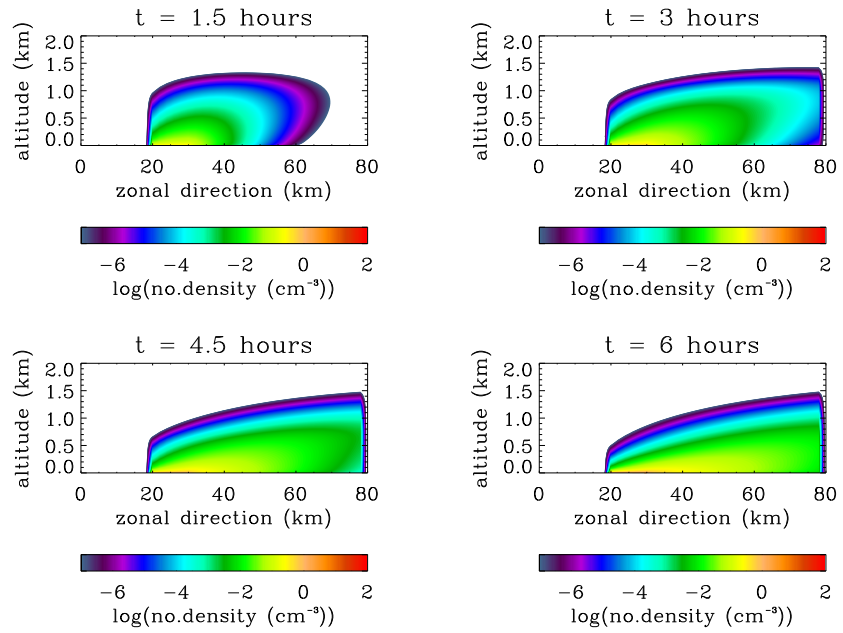 t = 1.5 hours
altitude (km)
2.0
1.5
1.0
0.5
0.0
0 20 40 60 80
zonal direction (km)
−6 −4 −2 0 2
log(no.density (cm⁻³))
t = 3 hours
altitude (km)
2.0
1.5
1.0
0.5
0.0
0 20 40 60 80
zonal direction (km)
−6 −4 −2 0 2
log(no.density (cm⁻³))
t = 4.5 hours
altitude (km)
2.0
1.5
1.0
0.5
0.0
0 20 40 60 80
zonal direction (km)
−6 −4 −2 0 2
log(no.density (cm⁻³))
t = 6 hours
altitude (km)
2.0
1.5
1.0
0.5
0.0
0 20 40 60 80
zonal direction (km)
−6 −4 −2 0 2
log(no.density (cm⁻³))